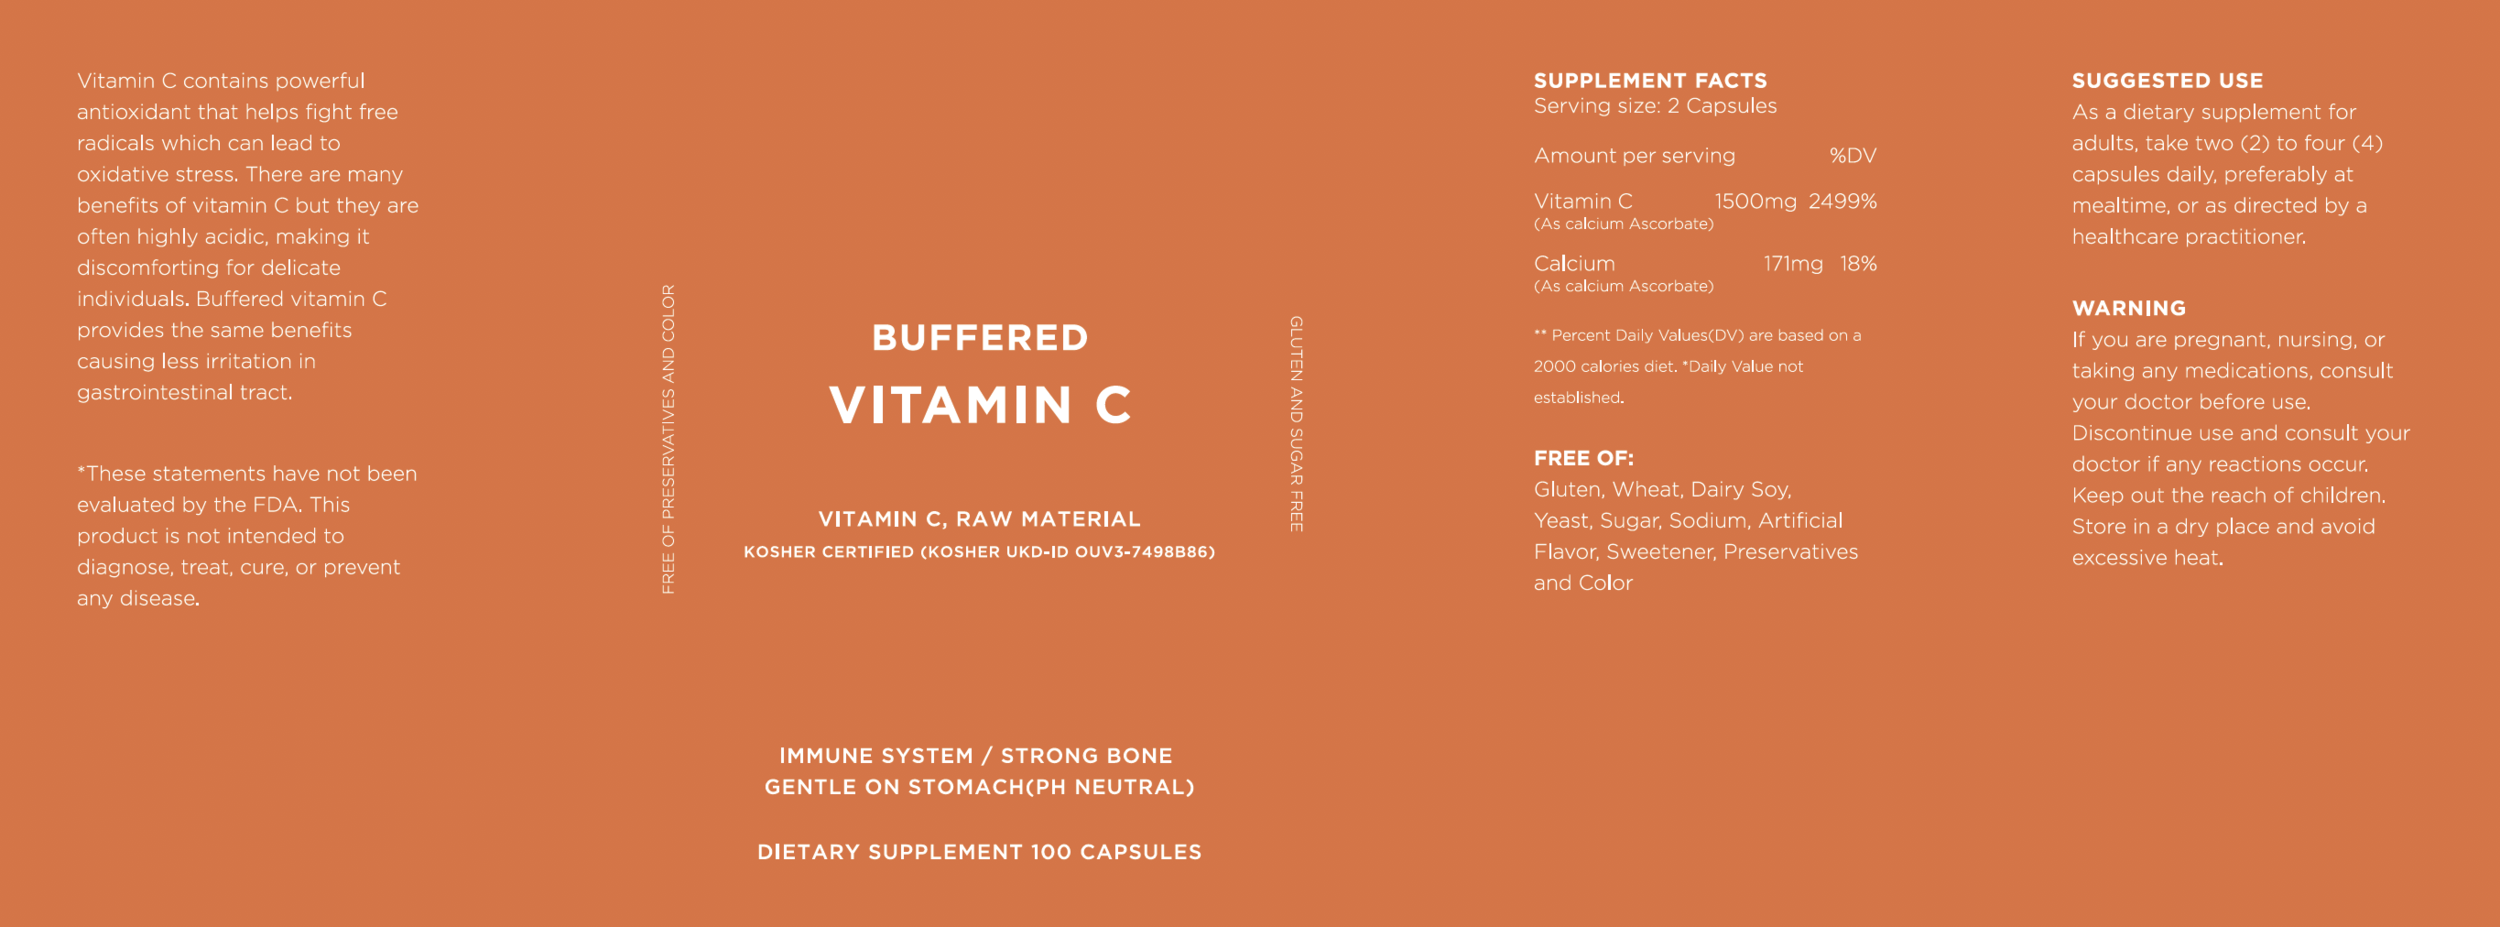 Vitamin C contains powerful
antioxidant that helps fight free
radicals which can lead to
oxidative stress. There are many
benefits of vitamin C but they are
often highly acidic, making it
discomforting for delicate
individuals. Buffered vitamin C
provides the same benefits
causing less irritation in
gastrointestinal tract.
*These statements have not been
evaluated by the FDA. This
product is not intended to
diagnose, treat, cure, or prevent
any disease.
FREE OF PRESERVATIVES AND COLOR
BUFFERED
VITAMIN C
VITAMIN C, RAW MATERIAL
KOSHER CERTIFIED (KOSHER UKD-ID OUV3-7498B86)
IMMUNE SYSTEM / STRONG BONE
GENTLE ON STOMACH(PH NEUTRAL)
DIETARY SUPPLEMENT 100 CAPSULES
GLUTEN AND SUGAR FREE
SUPPLEMENT FACTS
Serving size: 2 Capsules
Amount per serving %DV
Vitamin C 1500mg 2499%
(As calcium Ascorbate)
Calcium 171mg 18%
(As calcium Ascorbate)
** Percent Daily Values(DV) are based on a
2000 calories diet. *Daily Value not
established.
FREE OF:
Gluten, Wheat, Dairy Soy,
Yeast, Sugar, Sodium, Artificial
Flavor, Sweetener, Preservatives
and Color
SUGGESTED USE
As a dietary supplement for
adults, take two (2) to four (4)
capsules daily, preferably at
mealtime, or as directed by a
healthcare practitioner.
WARNING
If you are pregnant, nursing, or
taking any medications, consult
your doctor before use.
Discontinue use and consult your
doctor if any reactions occur.
Keep out the reach of children.
Store in a dry place and avoid
excessive heat.